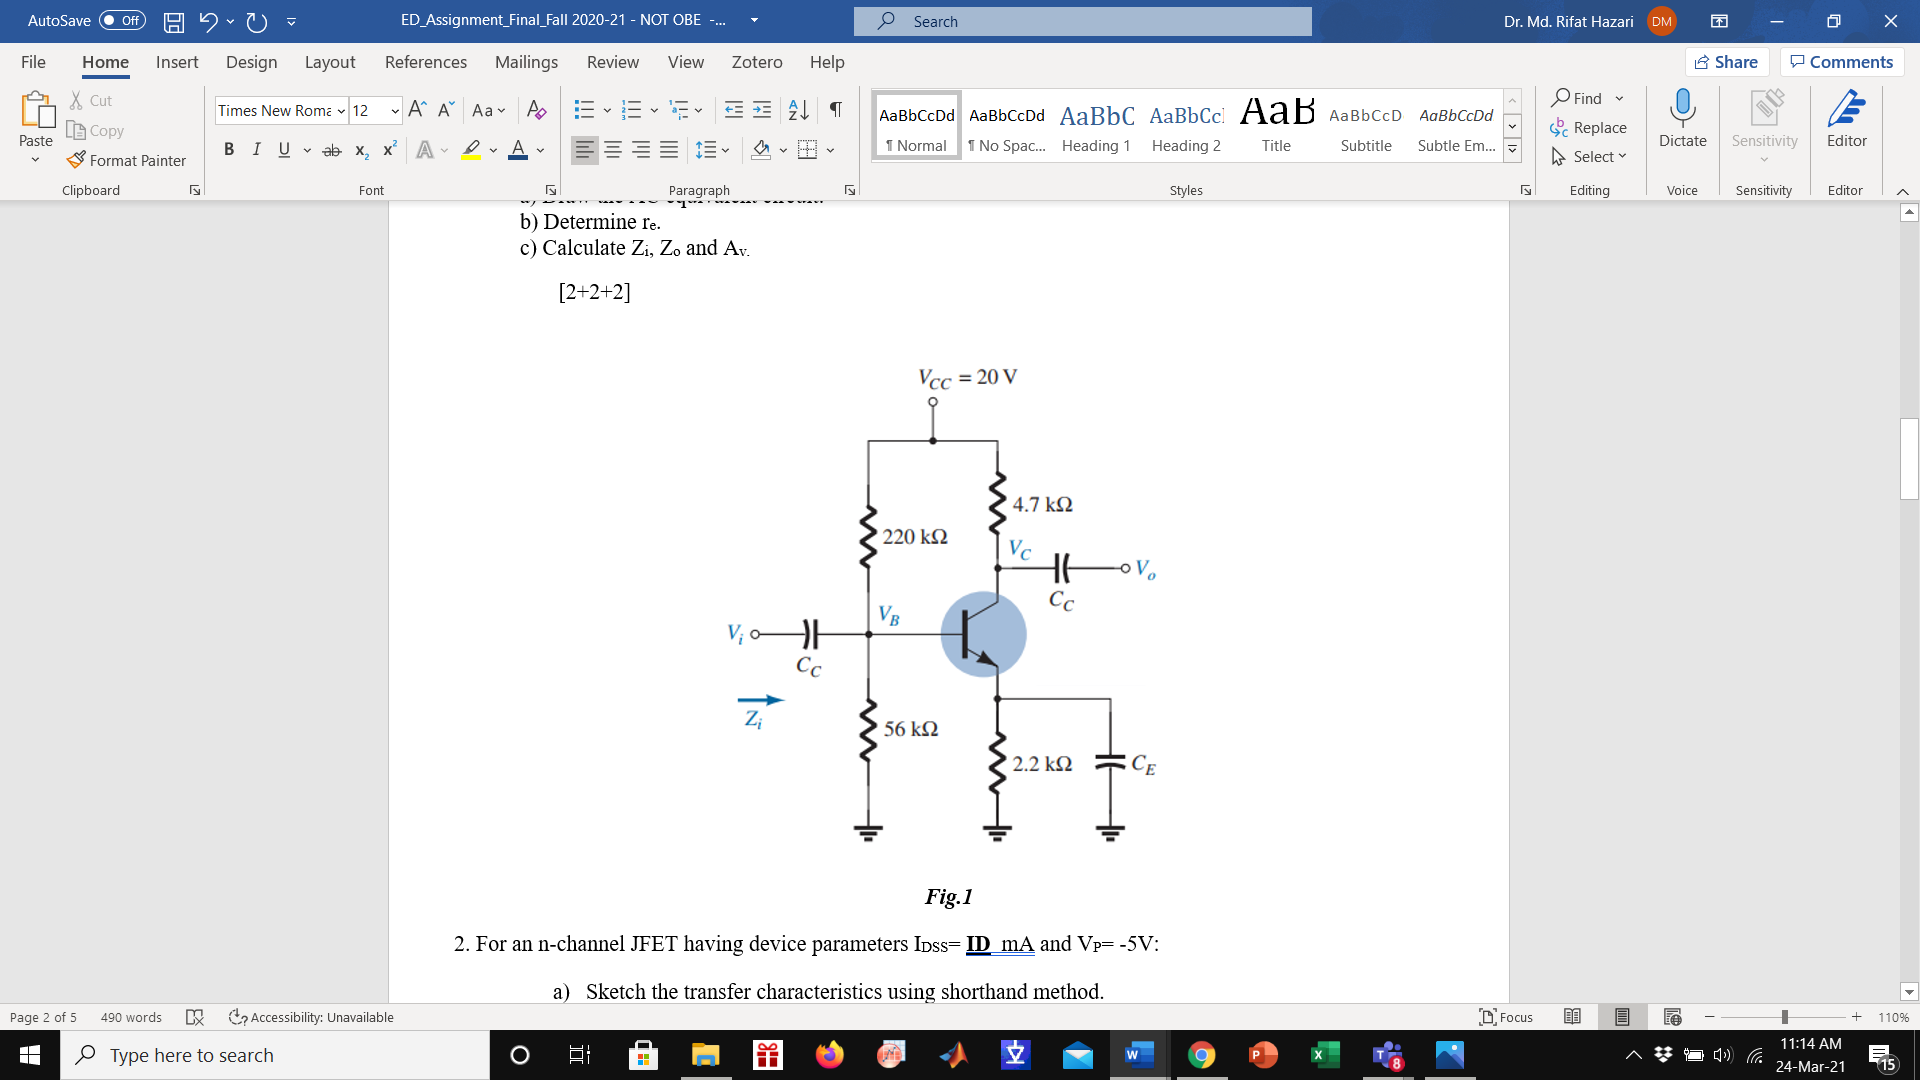 AutoSave Off ED_Assignment_Final_Fall 2020-21 - NOT OBE -... Search Dr. Md. Rifat Hazari DM
File Home Insert Design Layout References Mailings Review View Zotero Help Share Comments
Paste Cut Copy Format Painter
Clipboard
Times New Roma 12
Font
Paragraph
AaBbCcDd AaBbCcDd AaBbC AaBbCcl AaB AaBbCcD AaBbCcDd
¶ Normal ¶ No Spac... Heading 1 Heading 2 Title Subtitle Subtle Em...
Styles
Find
Replace
Select
Editing
Dictate
Voice
Sensitivity
Sensitivity
Editor
Editor
a) Draw the AC equivalent circuit.
b) Determine re.
c) Calculate Zi, Zo and Av.
[2+2+2]
VCC = 20 V
4.7 kΩ
220 kΩ
VC
Vo
CC
VB
Vi
CC
Zi
56 kΩ
2.2 kΩ
CE
Fig.1
2. For an n-channel JFET having device parameters IDSS= ID mA and VP= -5V:
a) Sketch the transfer characteristics using shorthand method.
Page 2 of 5 490 words Accessibility: Unavailable Focus 110%
Type here to search
8
11:14 AM
24-Mar-21
15